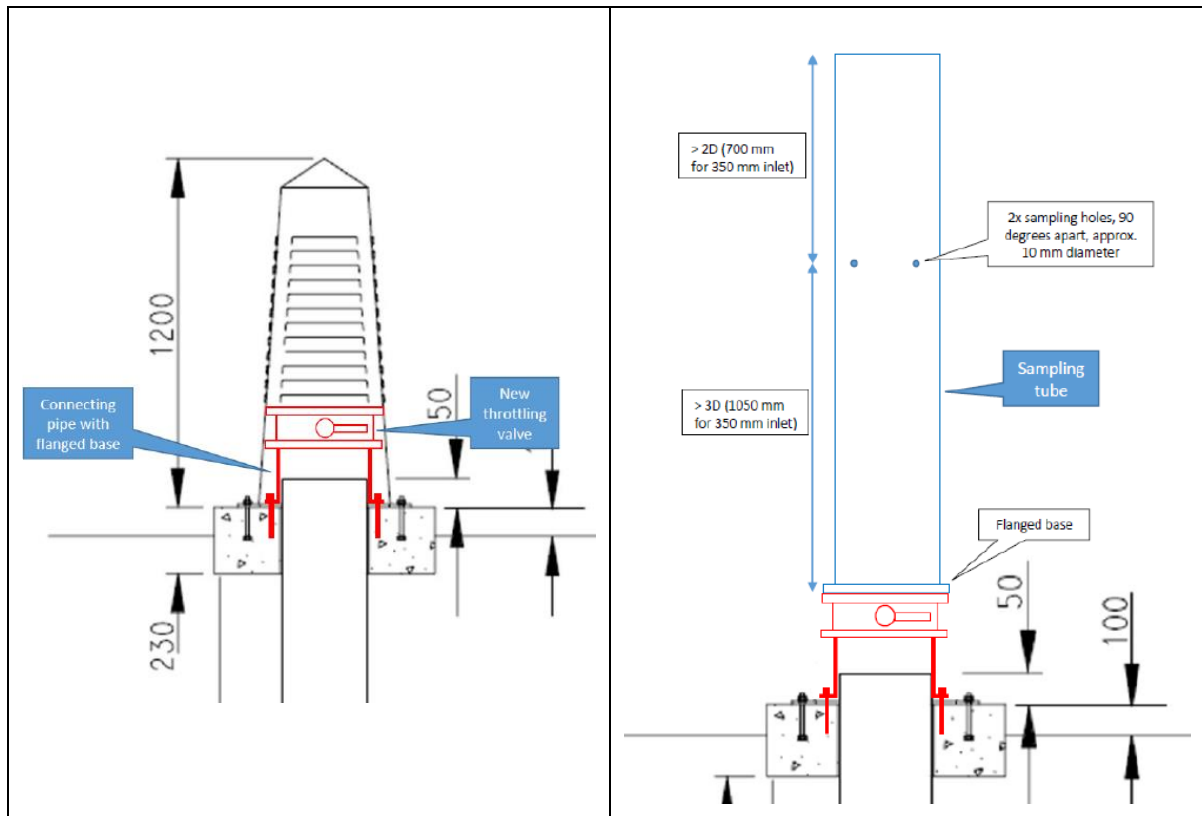 1200
Connecting
pipe with
flanged base
New
throttling
valve
50
230
> 2D (700 mm
for 350 mm inlet)
2x sampling holes, 90
degrees apart, approx.
10 mm diameter
> 3D (1050 mm
for 350 mm inlet)
Sampling
tube
Flanged base
50
100